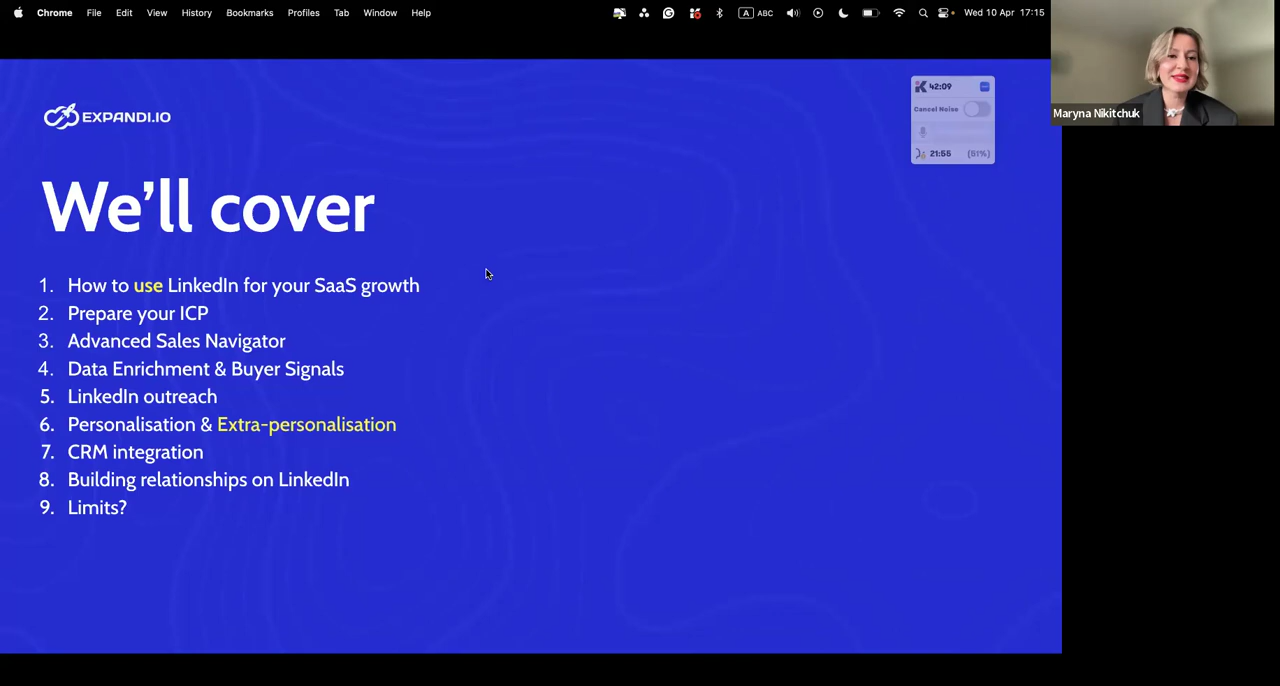 Chrome File Edit View History Bookmarks Profiles Tab Window Help
A ABC Wed 10 Apr 17:15
EXPANDI.IO
42:09
Cancel Noise
21:55 (51%)
Maryna Nikitchuk
We'll cover
1. How to use LinkedIn for your SaaS growth
2. Prepare your ICP
3. Advanced Sales Navigator
4. Data Enrichment & Buyer Signals
5. LinkedIn outreach
6. Personalisation & Extra-personalisation
7. CRM integration
8. Building relationships on LinkedIn
9. Limits?